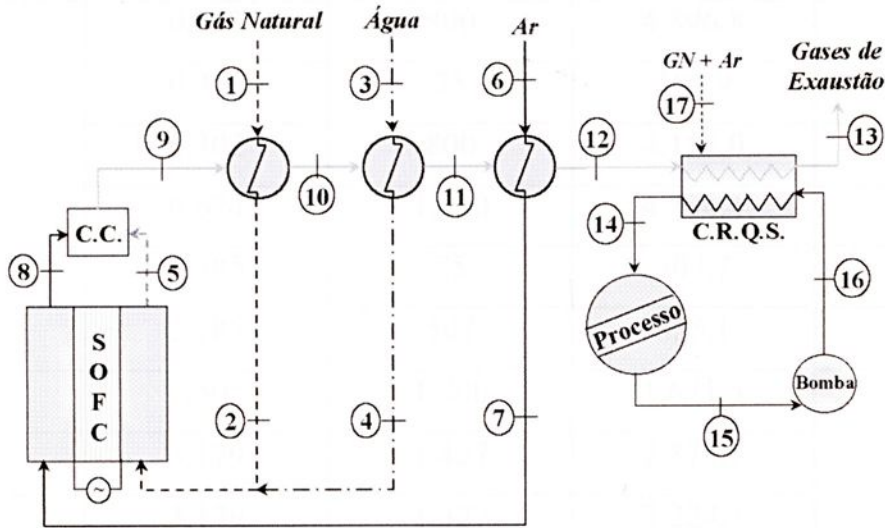 Gás Natural
Água
Ar
GN + Ar
Gases de
Exaustão
1
3
6
17
9
10
11
12
13
C.C.
C.R.Q.S.
8
5
14
16
S
O
F
C
Processo
Bomba
2
4
7
15
~